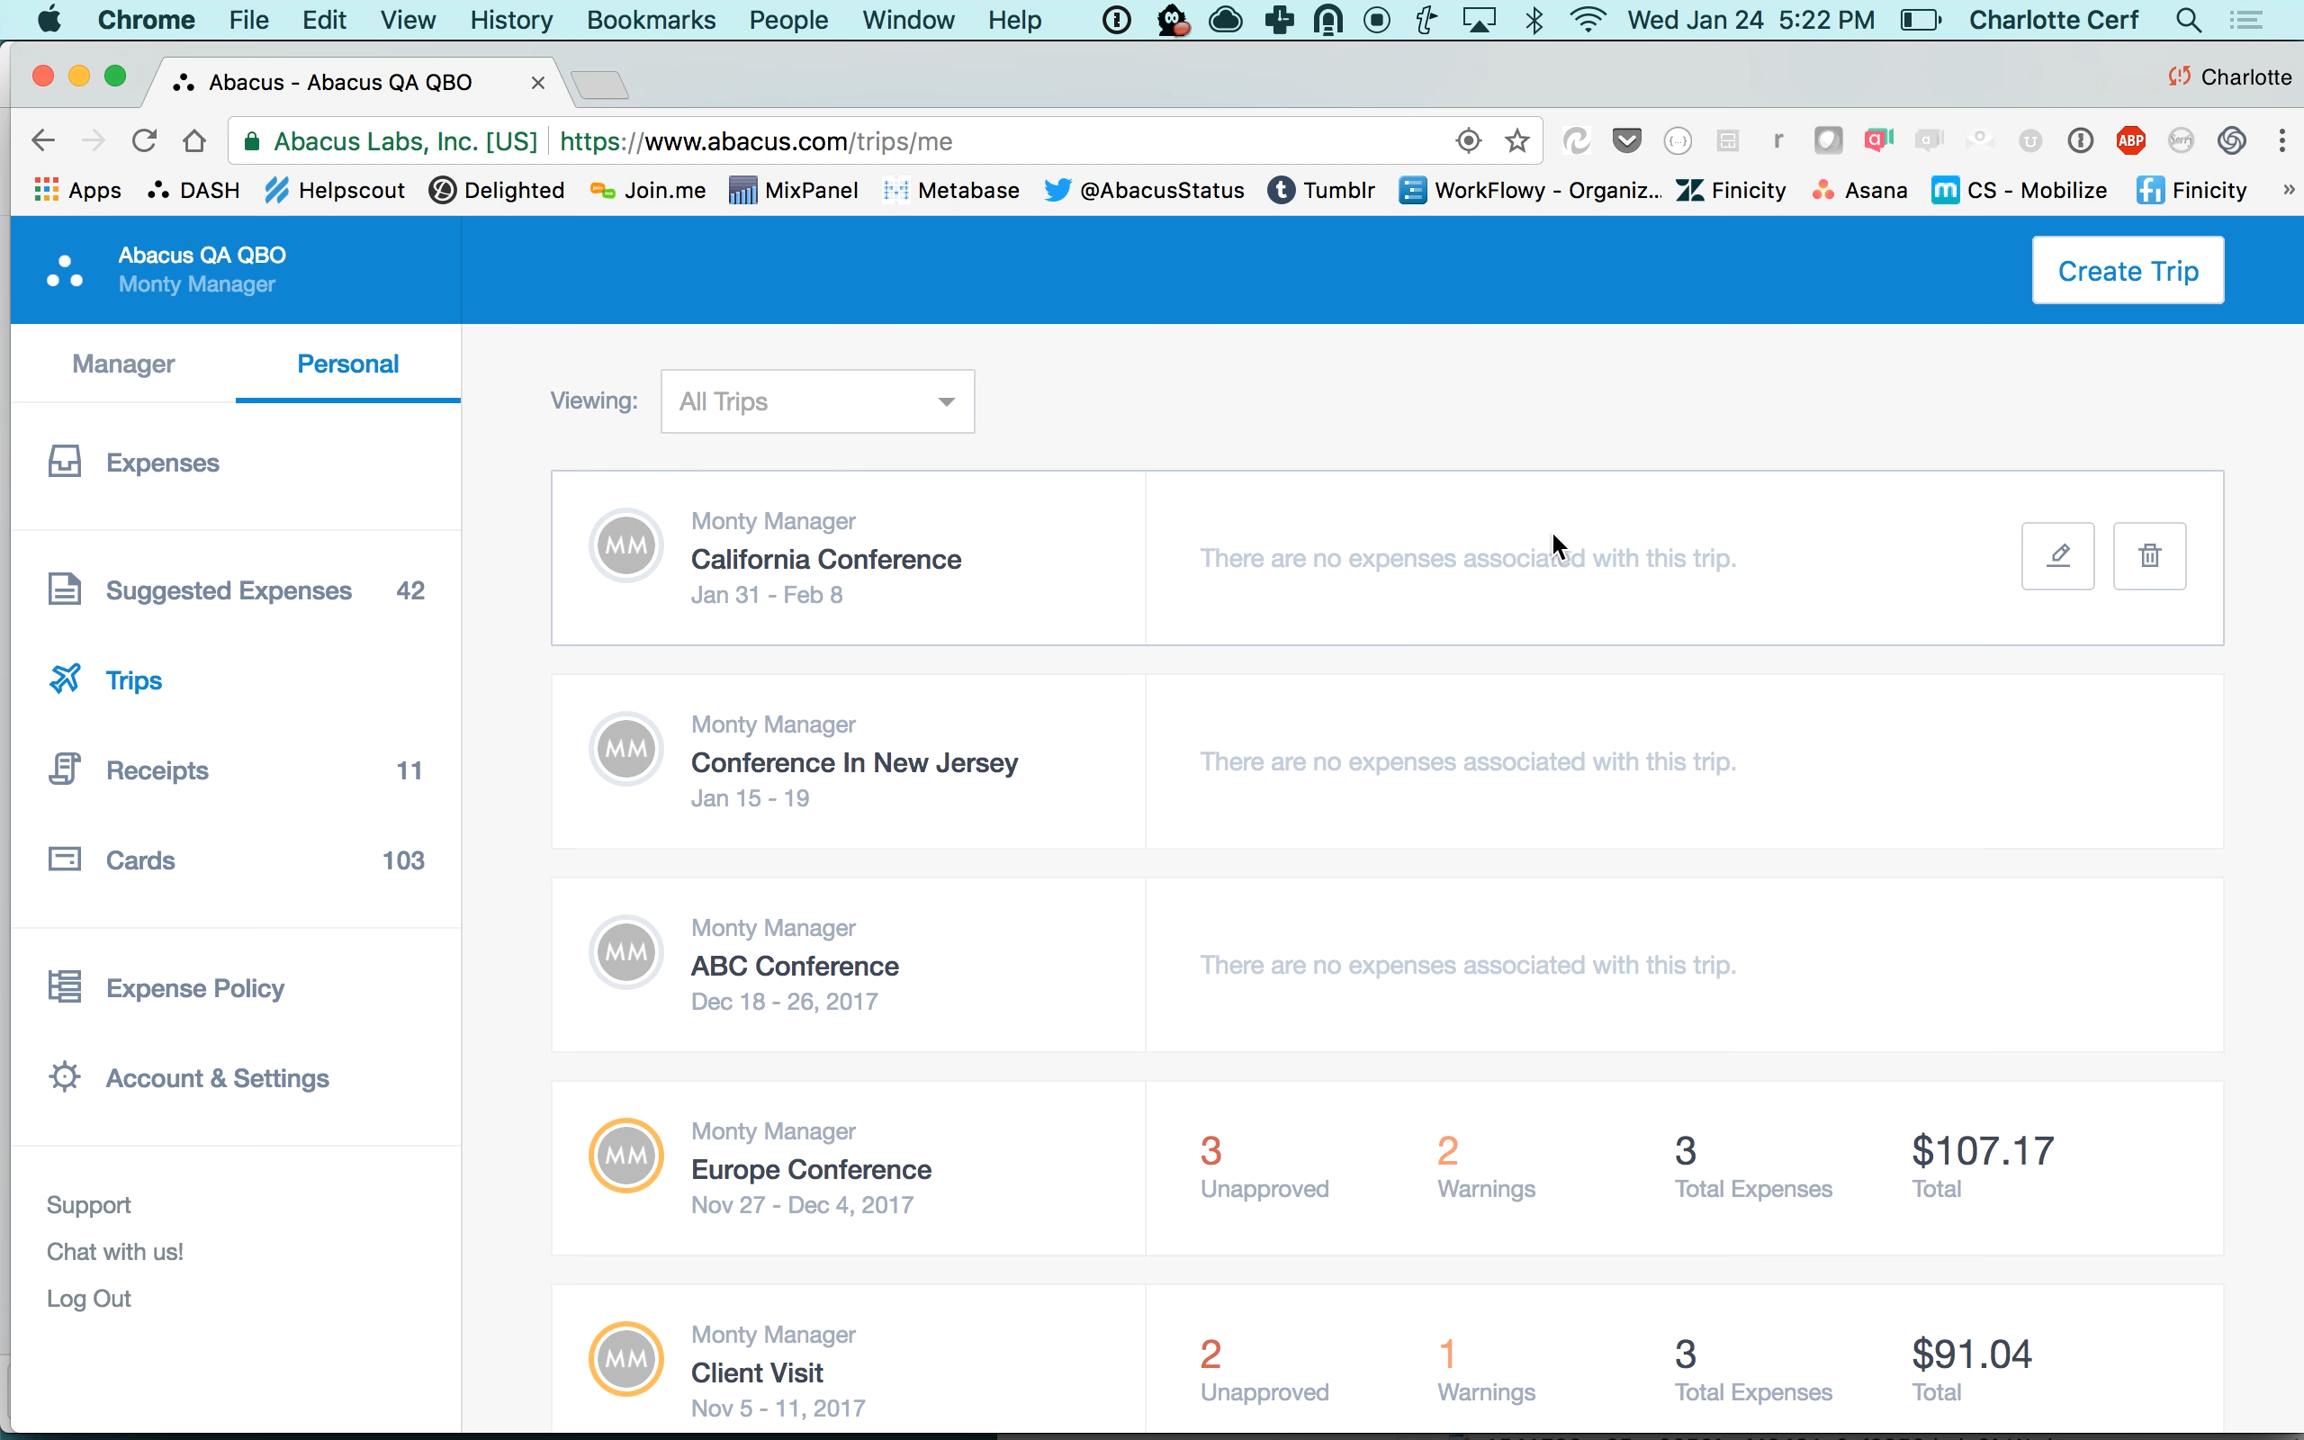 Chrome File Edit View History Bookmarks People Window Help Wed Jan 24 5:22 PM Charlotte Cerf
Abacus - Abacus QA QBO
Charlotte
Abacus Labs, Inc. [US] https://www.abacus.com/trips/me
Apps DASH Helpscout Delighted Join.me MixPanel Metabase @AbacusStatus Tumblr WorkFlowy - Organiz... Finicity Asana CS - Mobilize Finicity »
Abacus QA QBO
Monty Manager
Create Trip
Manager Personal
Expenses
Suggested Expenses 42
Trips
Receipts 11
Cards 103
Expense Policy
Account & Settings
Support
Chat with us!
Log Out
Viewing: All Trips
MM
Monty Manager
California Conference
Jan 31 - Feb 8
There are no expenses associated with this trip.
MM
Monty Manager
Conference In New Jersey
Jan 15 - 19
There are no expenses associated with this trip.
MM
Monty Manager
ABC Conference
Dec 18 - 26, 2017
There are no expenses associated with this trip.
MM
Monty Manager
Europe Conference
Nov 27 - Dec 4, 2017
3 2 3 $107.17
Unapproved Warnings Total Expenses Total
MM
Monty Manager
Client Visit
Nov 5 - 11, 2017
2 1 3 $91.04
Unapproved Warnings Total Expenses Total